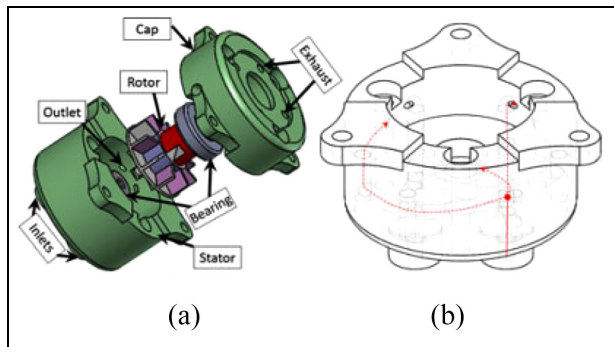 Cap
Exhaust
Rotor
Outlet
Bearing
Inlets
Stator
(a)
(b)